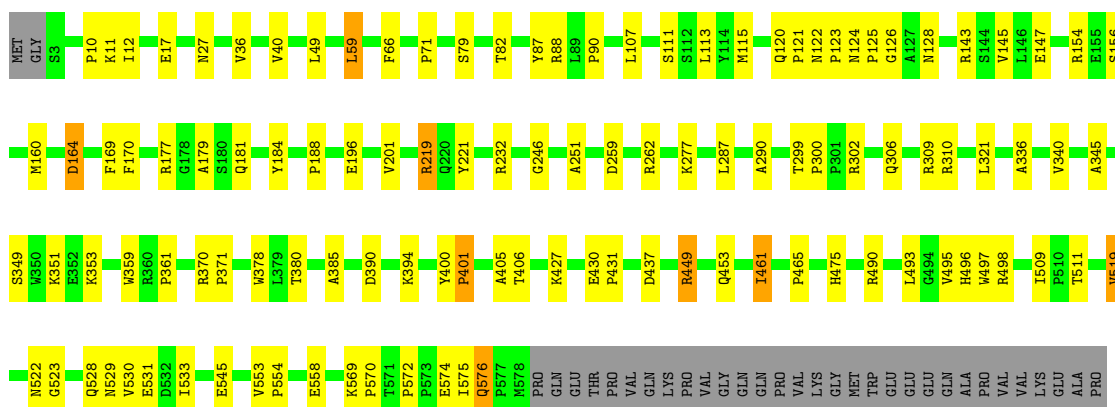 MET GLY S3 P10 K11 I12 E17 N27 V36 V40 L49 L59 F66 P71 S79 T82 Y87 R88 L89 P90 L107 S111 S112 L113 Y114 M115 Q120 P121 N122 P123 N124 P125 G126 A127 N128 R143 S144 V145 L146 E147 R154 E155 S156
M160 D164 F169 F170 R177 G178 A179 S180 Q181 Y184 P188 E196 V201 R219 Q220 Y221 R232 G246 A251 D259 R262 K277 L287 A290 T299 P300 P301 R302 Q306 R309 R310 L321 A336 V340 A345
S349 W350 K351 E352 K353 W359 R360 P361 R370 P371 W378 L379 T380 A385 D390 K394 Y400 P401 A405 T406 K427 E430 P431 D437 R449 Q453 I461 P465 H475 R490 L493 G494 V495 H496 W497 R498 I509 P510 T511 V519
N522 G523 Q528 N529 V530 E531 D532 I533 E545 V553 P554 E558 K569 P570 T571 P572 P573 E574 I575 Q576 P577 M578 PRO GLN GLU THR PRO VAL GLN LYS PRO VAL GLY GLN GLN PRO VAL LYS GLY MET TRP GLU GLU GLU GLN ALA PRO VAL VAL LYS GLU ALA PRO